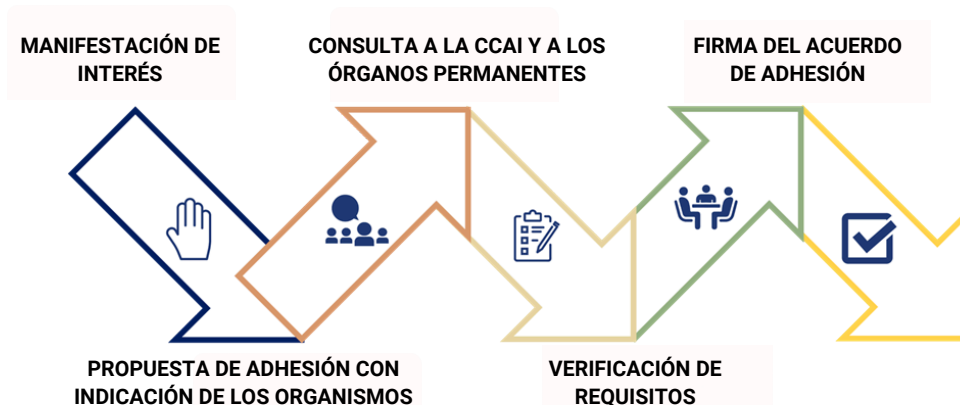 MANIFESTACIÓN DE
INTERÉS
PROPUESTA DE ADHESIÓN CON
INDICACIÓN DE LOS ORGANISMOS
CONSULTA A LA CCAI Y A LOS
ÓRGANOS PERMANENTES
VERIFICACIÓN DE
REQUISITOS
FIRMA DEL ACUERDO
DE ADHESIÓN